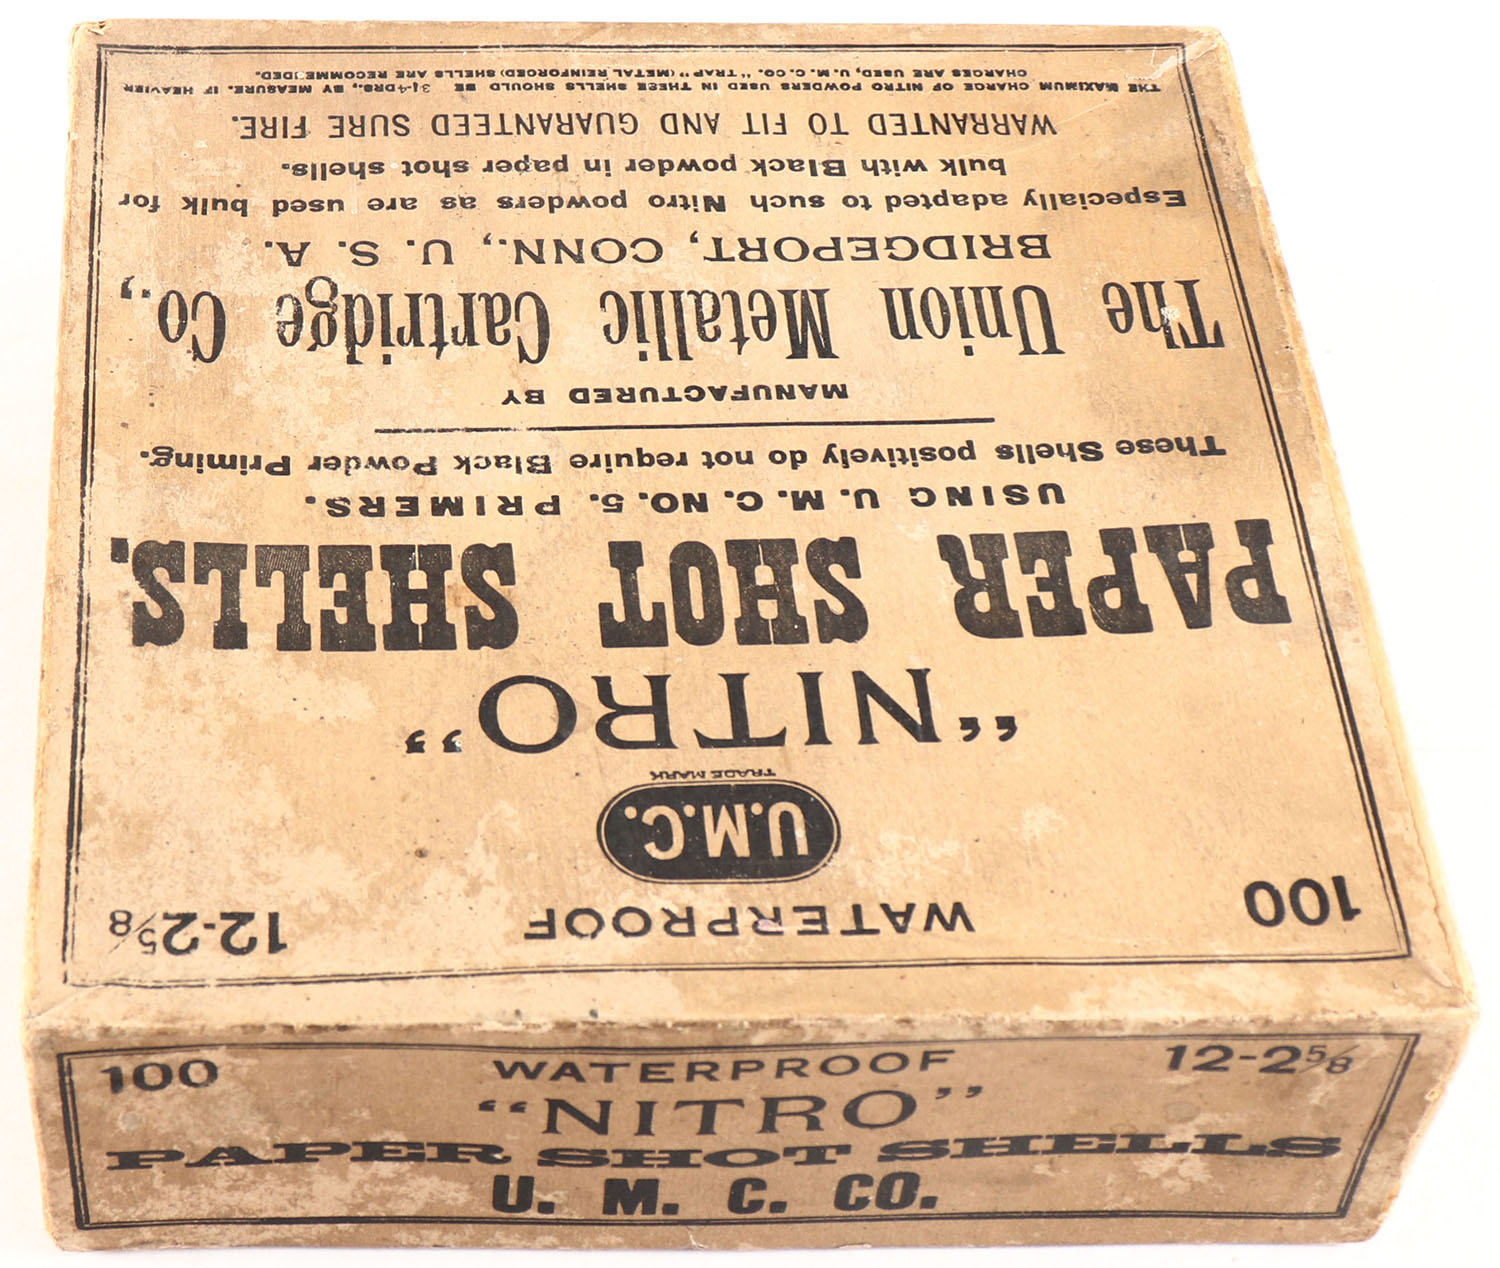 100 WATERPROOF 12-2⅝
U.M.C.
TRADE MARK
"NITRO"
PAPER SHOT SHELLS.
USING U. M. C. NO. 5. PRIMERS.
These Shells positively do not require Black Powder Priming.
MANUFACTURED BY
The Union Metallic Cartridge Co.,
BRIDGEPORT, CONN., U. S. A.
Especially adapted to such Nitro powders as are used bulk for
bulk with Black powder in paper shot shells.
WARRANTED TO FIT AND GUARANTEED SURE FIRE.
THE MAXIMUM CHARGE OF NITRO POWDERS USED IN THESE SHELLS SHOULD BE 3¼-4DRS., BY MEASURE. IF HEAVIER
CHARGES ARE USED, U. M. C. CO. "TRAP" (METAL REINFORCED) SHELLS ARE RECOMMENDED.
100 WATERPROOF 12-2⅝
"NITRO"
PAPER SHOT SHELLS
U. M. C. CO.